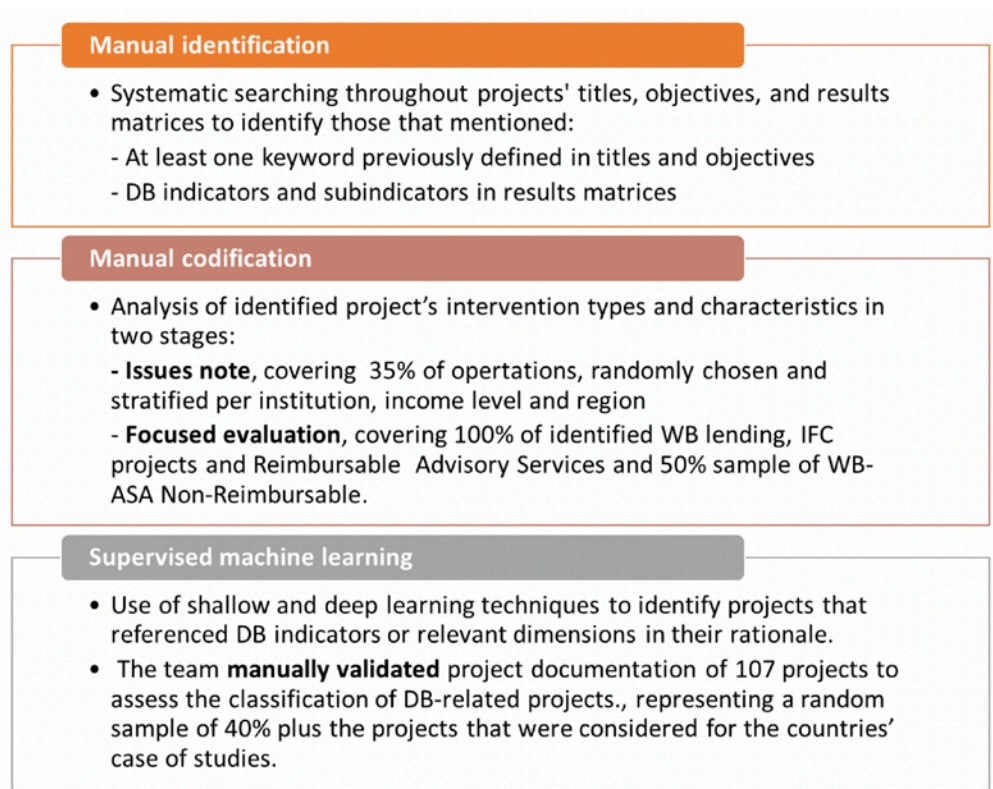 Manual identification
• Systematic searching throughout projects' titles, objectives, and results
matrices to identify those that mentioned:
- At least one keyword previously defined in titles and objectives
- DB indicators and subindicators in results matrices
Manual codification
• Analysis of identified project’s intervention types and characteristics in
two stages:
- Issues note, covering 35% of opertations, randomly chosen and
stratified per institution, income level and region
- Focused evaluation, covering 100% of identified WB lending, IFC
projects and Reimbursable Advisory Services and 50% sample of WB-
ASA Non-Reimbursable.
Supervised machine learning
• Use of shallow and deep learning techniques to identify projects that
referenced DB indicators or relevant dimensions in their rationale.
• The team manually validated project documentation of 107 projects to
assess the classification of DB-related projects., representing a random
sample of 40% plus the projects that were considered for the countries’
case of studies.